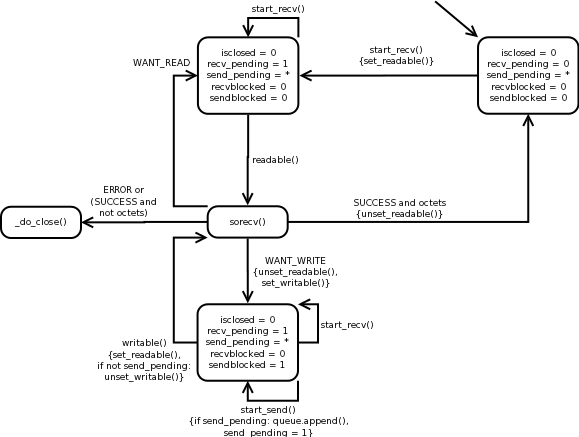 start_recv()
isclosed = 0
recv_pending = 1
send_pending = *
recvblocked = 0
sendblocked = 0
start_recv()
{set_readable()}
isclosed = 0
recv_pending = 0
send_pending = *
recvblocked = 0
sendblocked = 0
WANT_READ
readable()
ERROR or
(SUCCESS and
not octets)
_do_close()
sorecv()
SUCCESS and octets
{unset_readable()}
WANT_WRITE
{unset_readable(),
set_writable()}
isclosed = 0
recv_pending = 1
send_pending = *
recvblocked = 0
sendblocked = 1
start_recv()
writable()
{set_readable(),
if not send_pending:
unset_writable()}
start_send()
{if send_pending: queue.append(),
send_pending = 1}